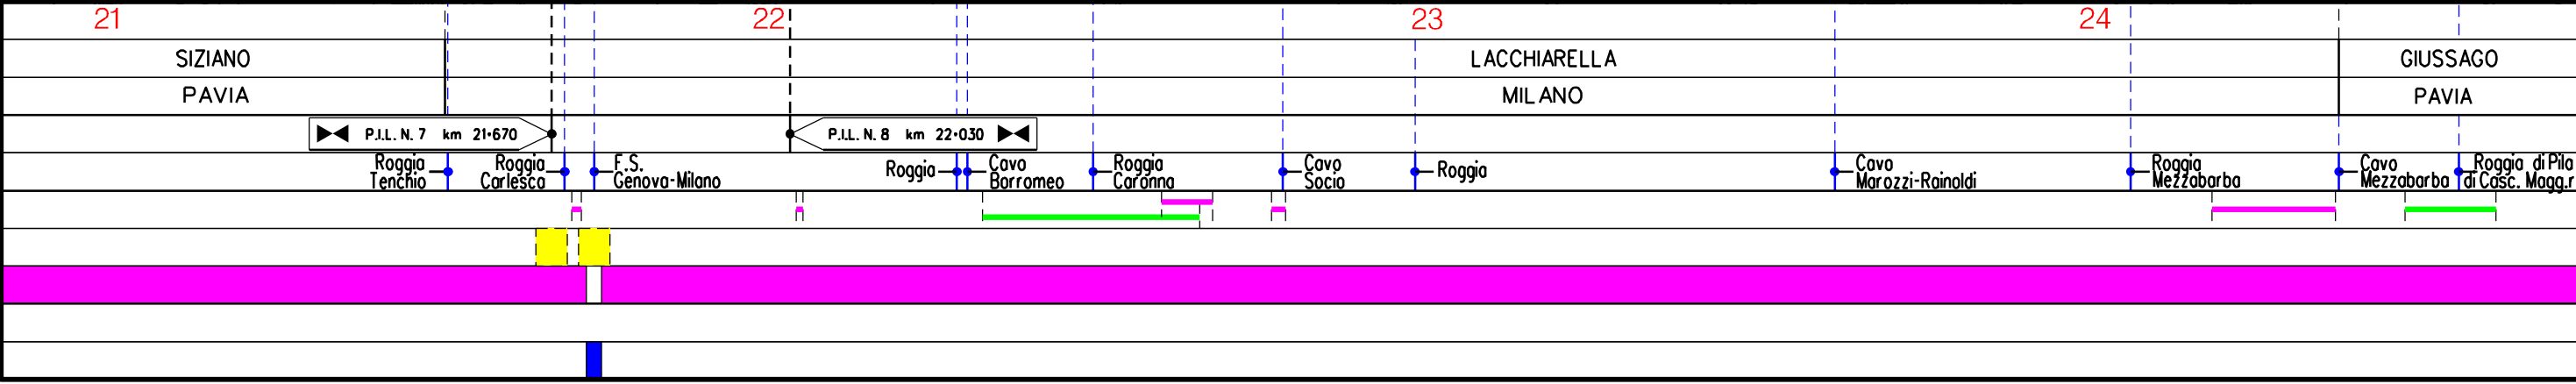 21 22 23 24
SIZIANO LACCHIARELLA GIUSSAGO
PAVIA MILANO PAVIA
P.I.L. N. 7 km 21+670 P.I.L. N. 8 km 22+030
Roggia Roggia F.S. Roggia Cavo Roggia Cavo Roggia Cavo Roggia Cavo Roggia di Pila
Tenchio Carlesca Genova-Milano Borromeo Caronna Socio Marozzi-Rainoldi Mezzabarba Mezzabarba di Casc. Magg.r